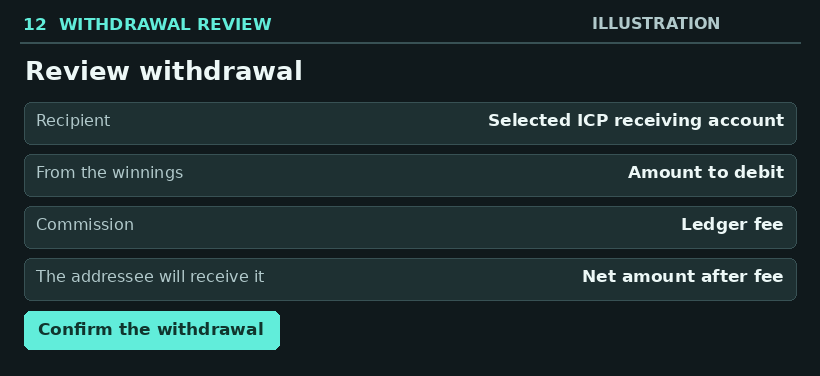 12 WITHDRAWAL REVIEW ILLUSTRATION
Review withdrawal
Recipient Selected ICP receiving account
From the winnings Amount to debit
Commission Ledger fee
The addressee will receive it Net amount after fee
Confirm the withdrawal